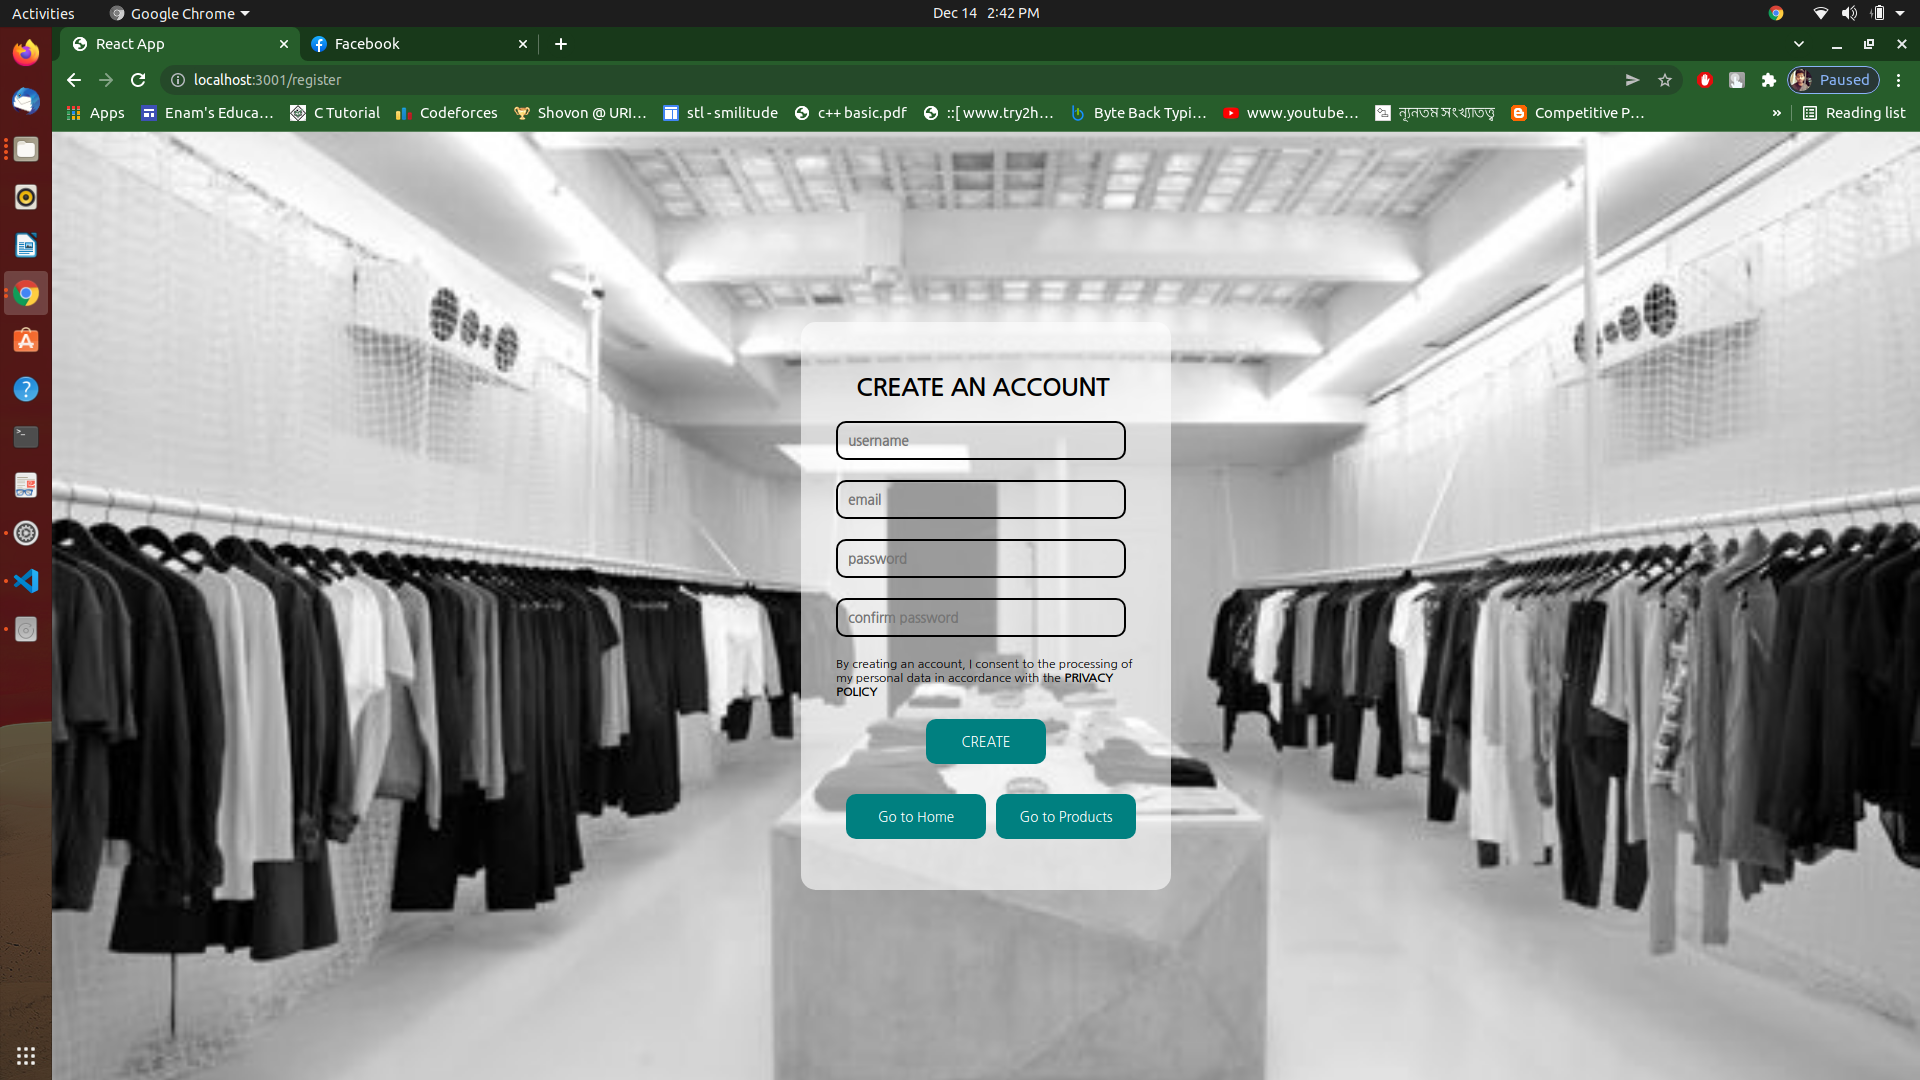 Activities
Google Chrome
Dec 14 2:42 PM
React App
Facebook
localhost:3001/register
Paused
Apps
Enam's Educa...
C Tutorial
Codeforces
Shovon @ URI...
stl - smilitude
c++ basic.pdf
::[ www.try2h...
Byte Back Typi...
www.youtube...
ন্যূনতম সংখ্যাতত্ত্ব
Competitive P...
»
Reading list
CREATE AN ACCOUNT
username
email
password
confirm password
By creating an account, I consent to the processing of
my personal data in accordance with the PRIVACY
POLICY
CREATE
Go to Home
Go to Products